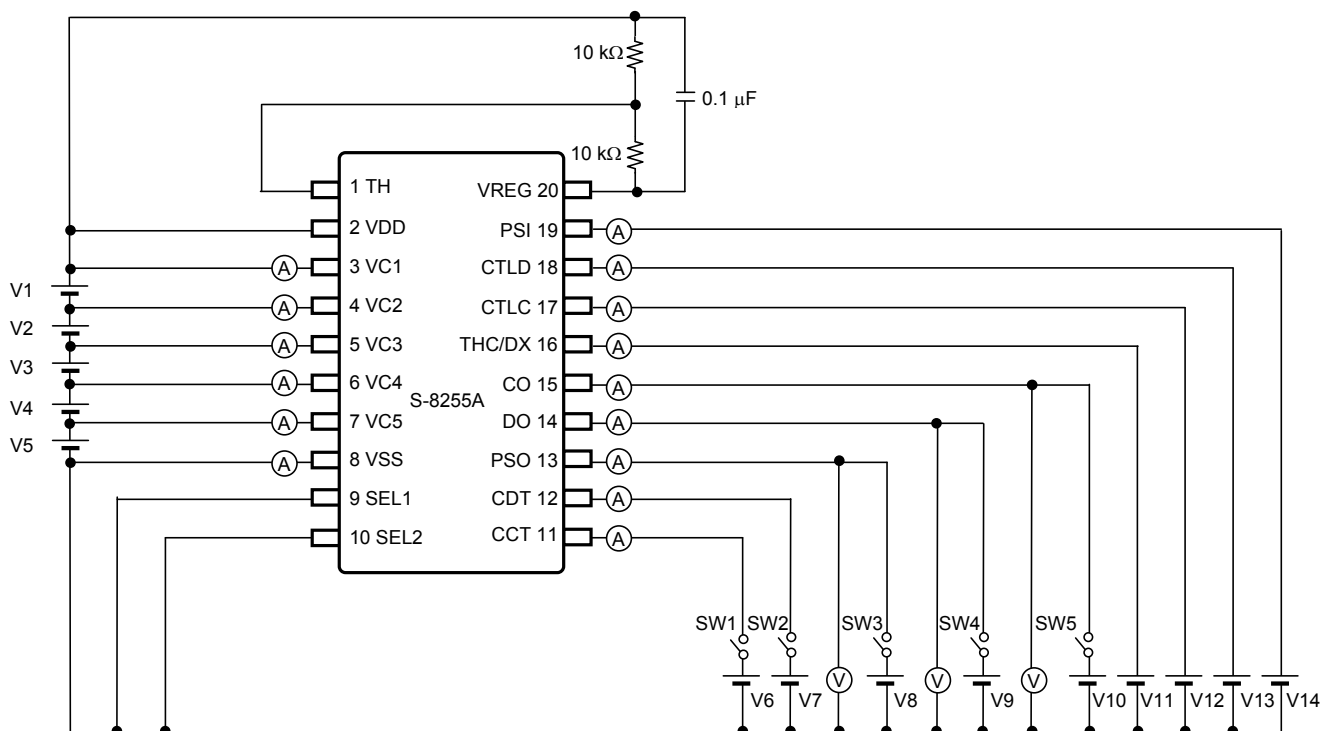 10 kΩ
0.1 μF
10 kΩ
1 TH
VREG 20
2 VDD
PSI 19
A
A
3 VC1
CTLD 18
A
V1
A
4 VC2
CTLC 17
A
V2
A
5 VC3
THC/DX 16
A
V3
A
6 VC4
CO 15
A
S-8255A
V4
A
7 VC5
DO 14
A
V5
A
8 VSS
PSO 13
A
9 SEL1
CDT 12
A
10 SEL2
CCT 11
A
SW1
SW2
SW3
SW4
SW5
V
V
V
V6
V7
V8
V9
V10
V11
V12
V13
V14